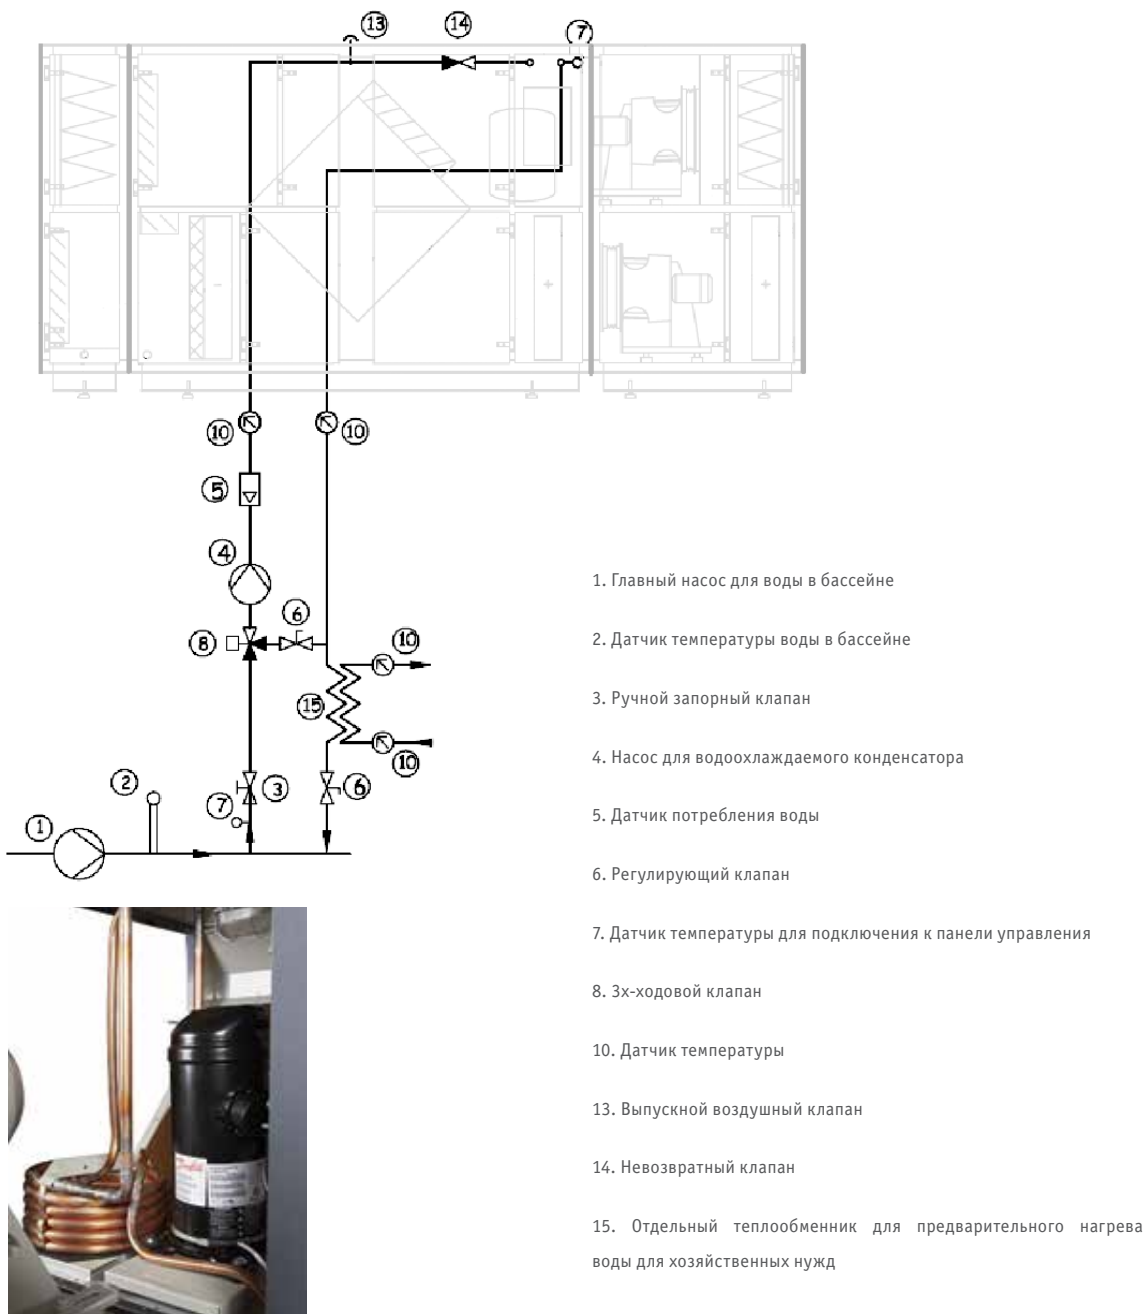 13 14 7
10 10
5
4
6
8 10
15
10
2 3 6
7
1
1. Главный насос для воды в бассейне
2. Датчик температуры воды в бассейне
3. Ручной запорный клапан
4. Насос для водоохлаждаемого конденсатора
5. Датчик потребления воды
6. Регулирующий клапан
7. Датчик температуры для подключения к панели управления
8. 3х-ходовой клапан
10. Датчик температуры
13. Выпускной воздушный клапан
14. Невозвратный клапан
15. Отдельный теплообменник для предварительного нагрева
воды для хозяйственных нужд